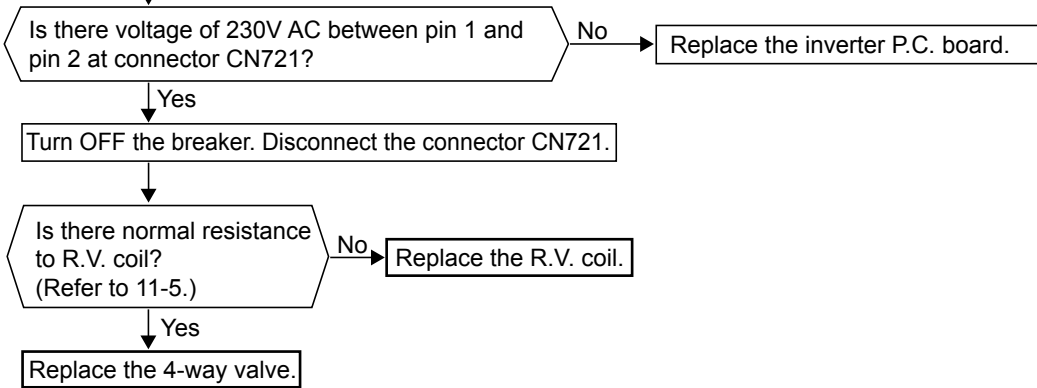 Is there voltage of 230V AC between pin 1 and
pin 2 at connector CN721?
No
Replace the inverter P.C. board.
Yes
Turn OFF the breaker. Disconnect the connector CN721.
Is there normal resistance
to R.V. coil?
(Refer to 11-5.)
No
Replace the R.V. coil.
Yes
Replace the 4-way valve.